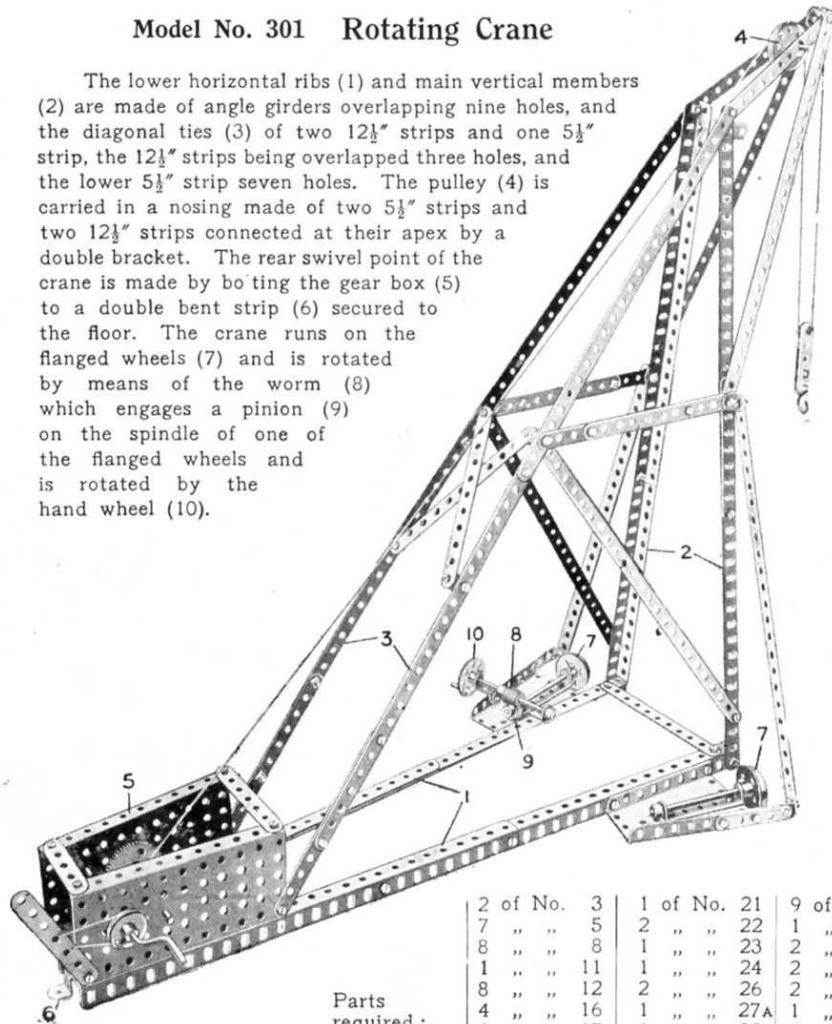 Model No. 301 Rotating Crane
The lower horizontal ribs (1) and main vertical members
(2) are made of angle girders overlapping nine holes, and
the diagonal ties (3) of two 12½″ strips and one 5½″
strip, the 12½″ strips being overlapped three holes, and
the lower 5½″ strip seven holes. The pulley (4) is
carried in a nosing made of two 5½″ strips and
two 12½″ strips connected at their apex by a
double bracket. The rear swivel point of the
crane is made by bo ting the gear box (5)
to a double bent strip (6) secured to
the floor. The crane runs on the
flanged wheels (7) and is rotated
by means of the worm (8)
which engages a pinion (9)
on the spindle of one of
the flanged wheels and
is rotated by the
hand wheel (10).
4
2
3
10 8 7
9
7
5
1
6
Parts
required :
2 of No. 3 1 of No. 21 9 of
7 „ „ 5 2 „ „ 22 1 „
8 „ „ 8 1 „ „ 23 2 „
1 „ „ 11 1 „ „ 24 2 „
8 „ „ 12 2 „ „ 26 2 „
4 „ „ 16 1 „ „ 27A 1 „